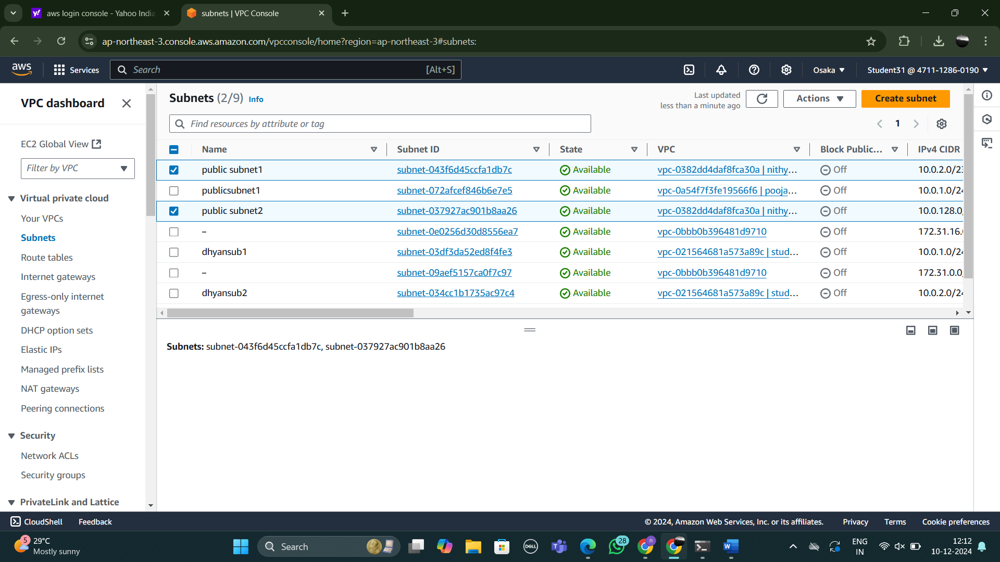 aws login console - Yahoo India
subnets | VPC Console
ap-northeast-3.console.aws.amazon.com/vpcconsole/home?region=ap-northeast-3#subnets:
aws
Services
Search
[Alt+S]
Osaka
Student31 @ 4711-1286-0190
VPC dashboard
EC2 Global View
Filter by VPC
Virtual private cloud
Your VPCs
Subnets
Route tables
Internet gateways
Egress-only internet
gateways
DHCP option sets
Elastic IPs
Managed prefix lists
NAT gateways
Peering connections
Security
Network ACLs
Security groups
PrivateLink and Lattice
Subnets (2/9) Info
Last updated
less than a minute ago
Actions
Create subnet
Find resources by attribute or tag
1
Name Subnet ID State VPC Block Public... IPv4 CIDR
public subnet1 subnet-043f6d45ccfa1db7c Available vpc-0382dd4daf8fca30a | nithy... Off 10.0.2.0/23
publicsubnet1 subnet-072afcef846b6e7e5 Available vpc-0a54f7f3fe19566f6 | pooja... Off 10.0.1.0/24
public subnet2 subnet-037927ac901b8aa26 Available vpc-0382dd4daf8fca30a | nithy... Off 10.0.128.0
– subnet-0e0256d30d8556ea7 Available vpc-0bbb0b396481d9710 Off 172.31.16.
dhyansub1 subnet-03df3da52ed8f4fe3 Available vpc-021564681a573a89c | stud... Off 10.0.1.0/24
– subnet-09aef5157ca0f7c97 Available vpc-0bbb0b396481d9710 Off 172.31.0.0
dhyansub2 subnet-034cc1b1735ac97c4 Available vpc-021564681a573a89c | stud... Off 10.0.2.0/24
Subnets: subnet-043f6d45ccfa1db7c, subnet-037927ac901b8aa26
CloudShell
Feedback
© 2024, Amazon Web Services, Inc. or its affiliates.
Privacy
Terms
Cookie preferences
5
29°C
Mostly sunny
Search
DELL
28
n
ENG
IN
12:12
10-12-2024